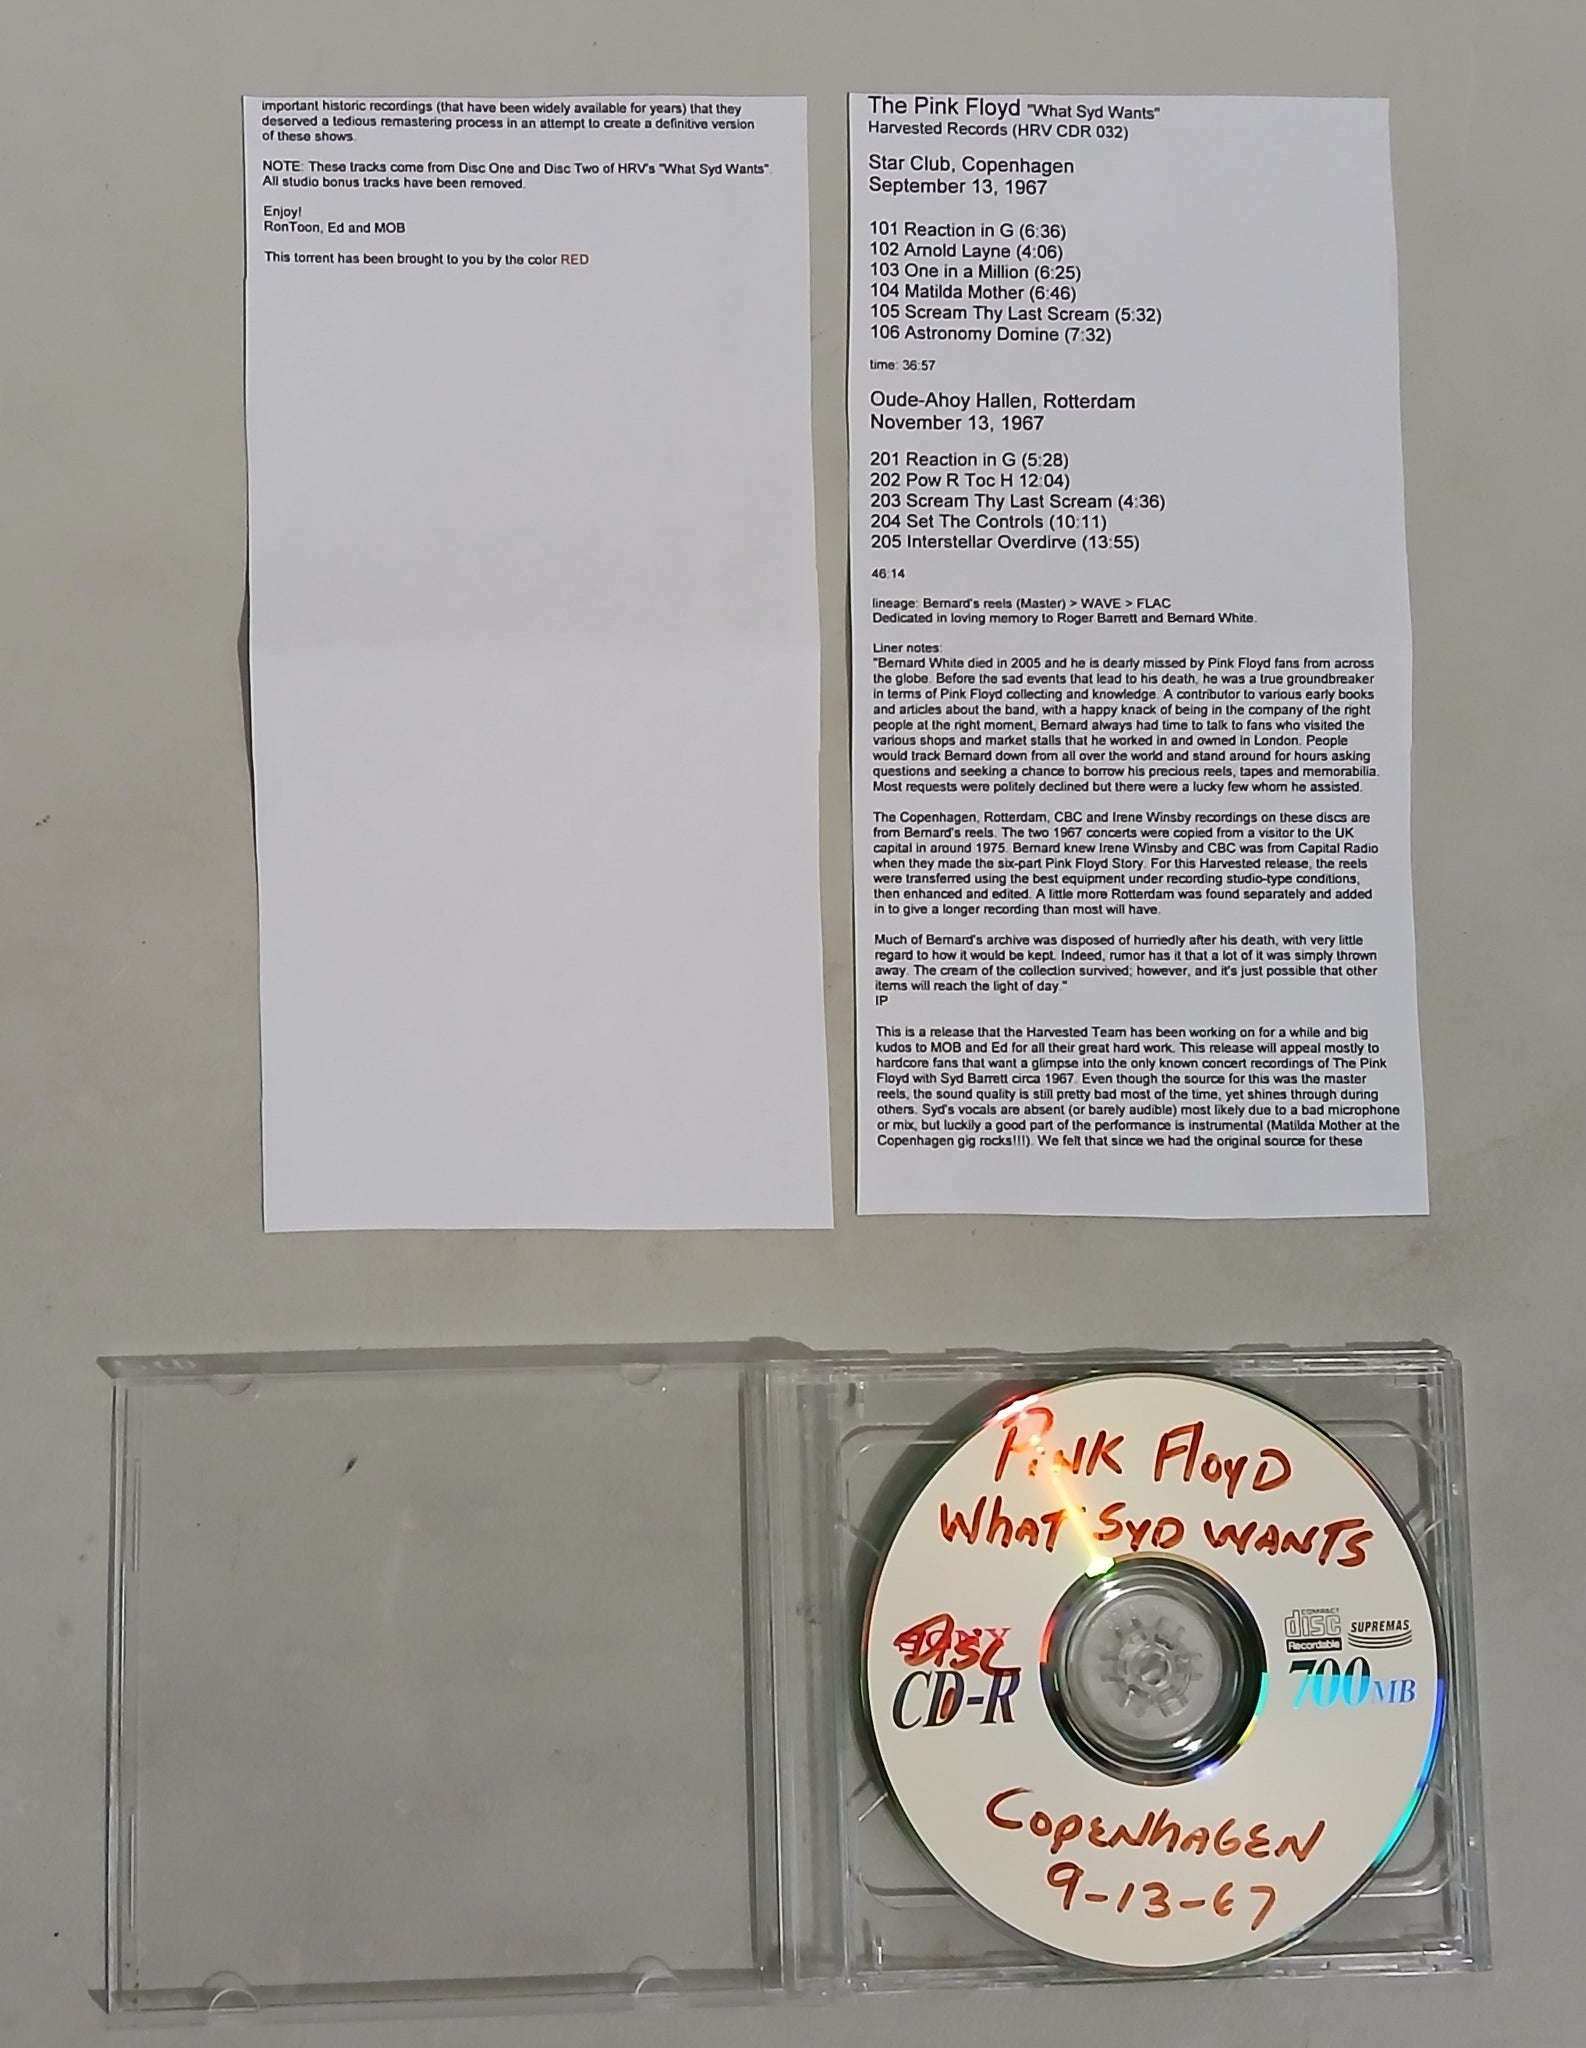 important historic recordings (that have been widely available for years) that they
deserved a tedious remastering process in an attempt to create a definitive version
of these shows.
NOTE: These tracks come from Disc One and Disc Two of HRV's "What Syd Wants".
All studio bonus tracks have been removed.
Enjoy!
RonToon, Ed and MOB
This torrent has been brought to you by the color RED
The Pink Floyd "What Syd Wants"
Harvested Records (HRV CDR 032)
Star Club, Copenhagen
September 13, 1967
101 Reaction in G (6:36)
102 Arnold Layne (4:06)
103 One in a Million (6:25)
104 Matilda Mother (6:46)
105 Scream Thy Last Scream (5:32)
106 Astronomy Domine (7:32)
time: 36:57
Oude-Ahoy Hallen, Rotterdam
November 13, 1967
201 Reaction in G (5:28)
202 Pow R Toc H 12:04)
203 Scream Thy Last Scream (4:36)
204 Set The Controls (10:11)
205 Interstellar Overdirve (13:55)
46:14
lineage: Bernard's reels (Master) > WAVE > FLAC
Dedicated in loving memory to Roger Barrett and Bernard White.
Liner notes:
"Bernard White died in 2005 and he is dearly missed by Pink Floyd fans from across
the globe. Before the sad events that lead to his death, he was a true groundbreaker
in terms of Pink Floyd collecting and knowledge. A contributor to various early books
and articles about the band, with a happy knack of being in the company of the right
people at the right moment, Bernard always had time to talk to fans who visited the
various shops and market stalls that he worked in and owned in London. People
would track Bernard down from all over the world and stand around for hours asking
questions and seeking a chance to borrow his precious reels, tapes and memorabilia.
Most requests were politely declined but there were a lucky few whom he assisted.
The Copenhagen, Rotterdam, CBC and Irene Winsby recordings on these discs are
from Bernard's reels. The two 1967 concerts were copied from a visitor to the UK
capital in around 1975. Bernard knew Irene Winsby and CBC was from Capital Radio
when they made the six-part Pink Floyd Story. For this Harvested release, the reels
were transferred using the best equipment under recording studio-type conditions,
then enhanced and edited. A little more Rotterdam was found separately and added
in to give a longer recording than most will have.
Much of Bernard's archive was disposed of hurriedly after his death, with very little
regard to how it would be kept. Indeed, rumor has it that a lot of it was simply thrown
away. The cream of the collection survived; however, and it's just possible that other
items will reach the light of day."
IP
This is a release that the Harvested Team has been working on for a while and big
kudos to MOB and Ed for all their great hard work. This release will appeal mostly to
hardcore fans that want a glimpse into the only known concert recordings of The Pink
Floyd with Syd Barrett circa 1967. Even though the source for this was the master
reels, the sound quality is still pretty bad most of the time, yet shines through during
others. Syd's vocals are absent (or barely audible) most likely due to a bad microphone
or mix, but luckily a good part of the performance is instrumental (Matilda Mother at the
Copenhagen gig rocks!!!). We felt that since we had the original source for these
PINK FloyD
WhAT SYD WANTS
DISC
CD-R
COMPACT
disc
Recordable
SUPREMAS
700MB
COPENhAGEN
9-13-67